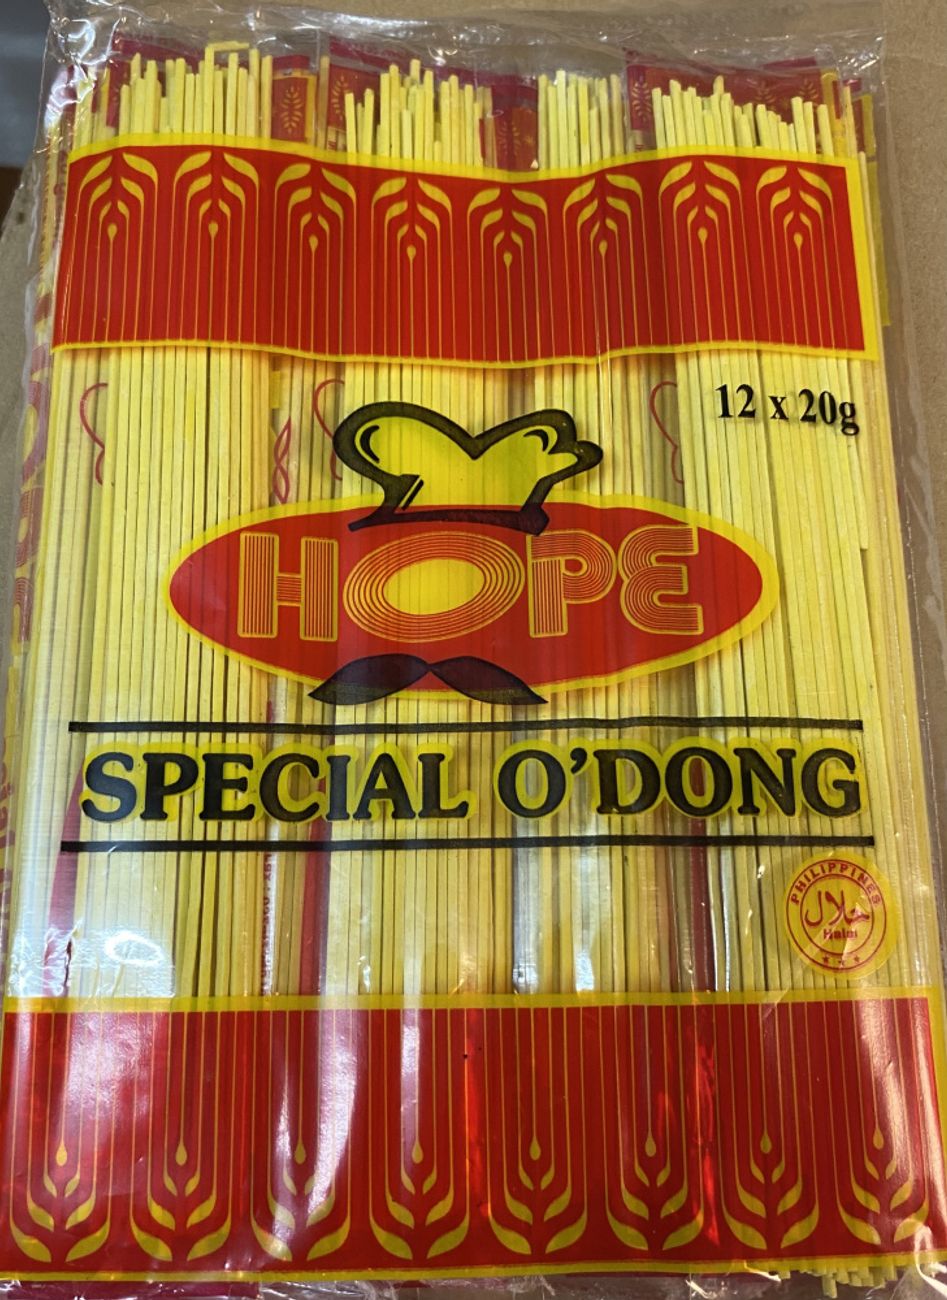 12 x 20g
HOPE
SPECIAL O'DONG
PHILIPPINES
حلال
Halal